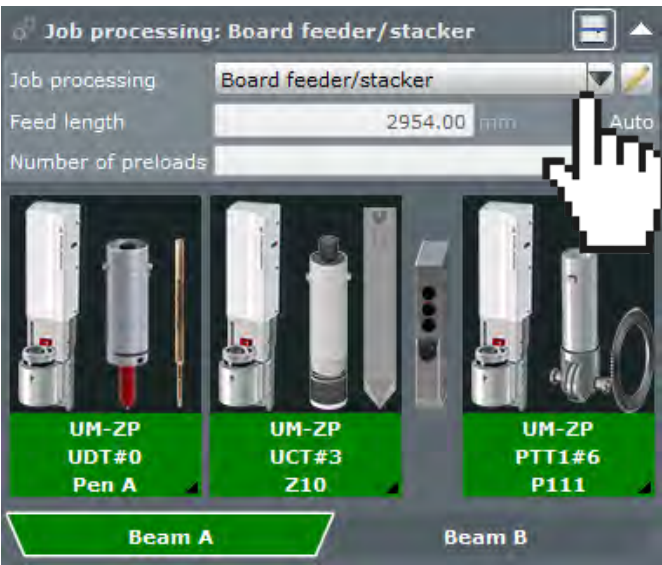 Job processing: Board feeder/stacker
Job processing Board feeder/stacker
Feed length 2954.00 mm Auto
Number of preloads
UM-ZP UM-ZP UM-ZP
UDT#0 UCT#3 PTT1#6
Pen A Z10 P111
Beam A Beam B